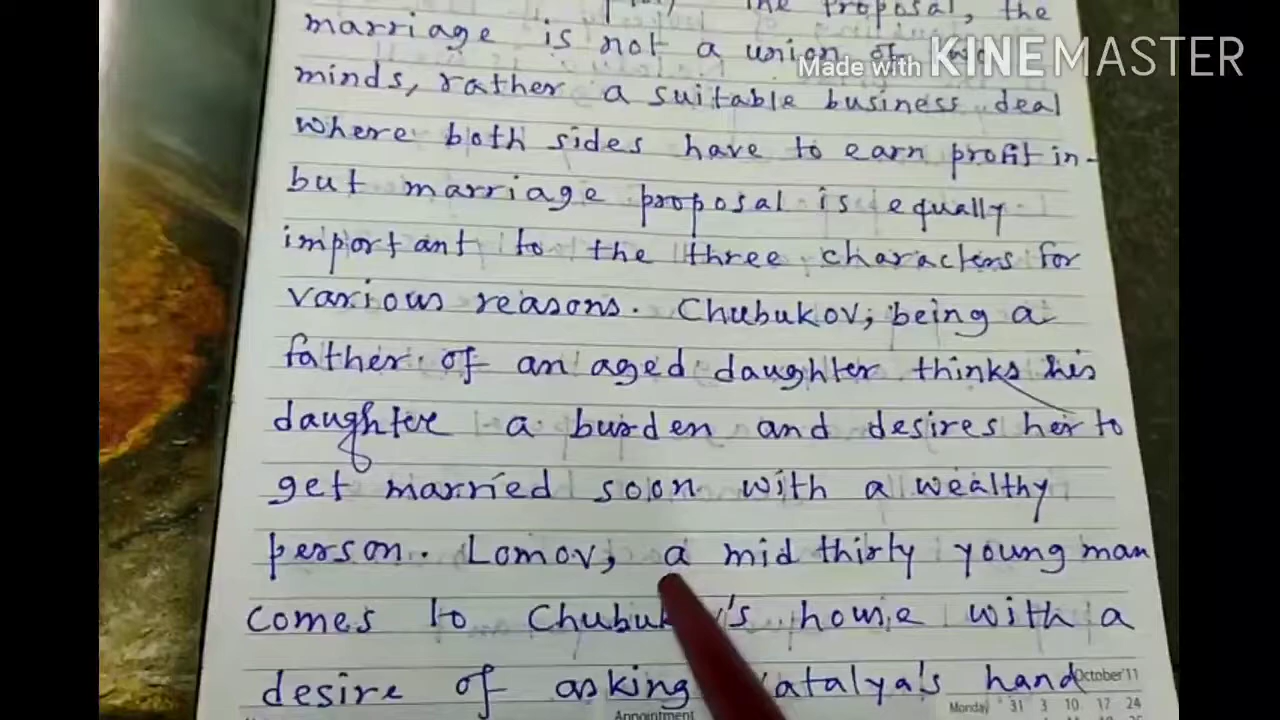 the proposal, the
Made with KINEMASTER
marriage is not a union of
minds, rather a suitable business deal
where both sides have to earn profit in-
but marriage proposal is equally
important to the three characters for
various reasons. Chubukov, being a
father of an aged daughter thinks his
daughter a burden and desires her to
get married soon with a wealthy
person. Lomov, a mid thirty young man
comes to Chubuk 's house with a
desire of asking atalya's hand
October'11
Monday 31 3 10 17 24
Appointment